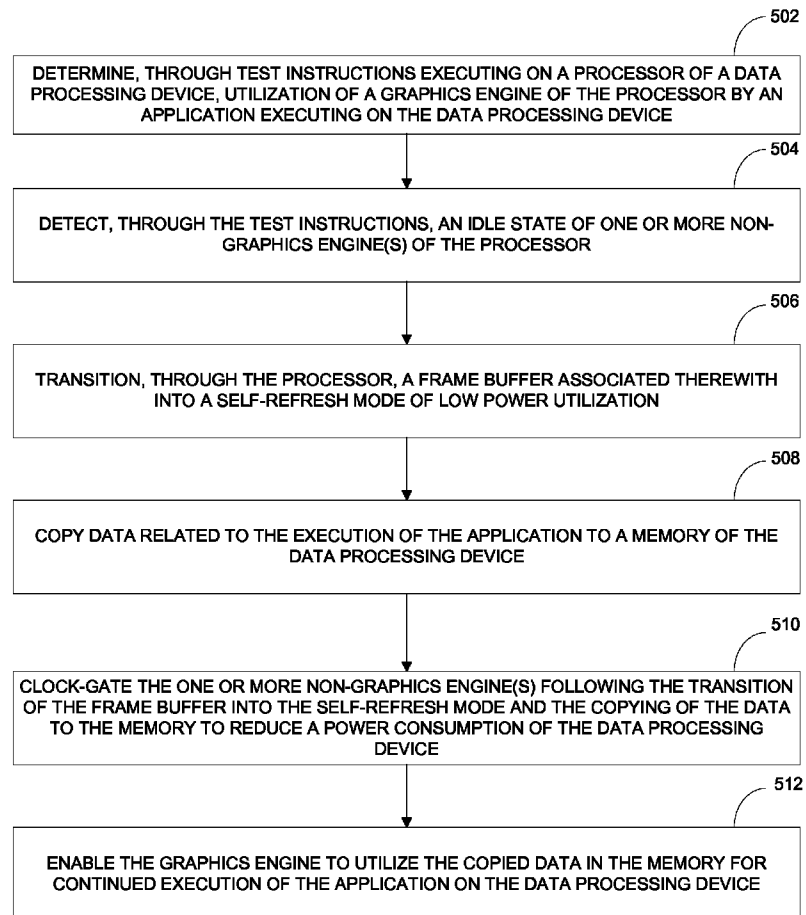 502
DETERMINE, THROUGH TEST INSTRUCTIONS EXECUTING ON A PROCESSOR OF A DATA
PROCESSING DEVICE, UTILIZATION OF A GRAPHICS ENGINE OF THE PROCESSOR BY AN
APPLICATION EXECUTING ON THE DATA PROCESSING DEVICE
504
DETECT, THROUGH THE TEST INSTRUCTIONS, AN IDLE STATE OF ONE OR MORE NON-
GRAPHICS ENGINE(S) OF THE PROCESSOR
506
TRANSITION, THROUGH THE PROCESSOR, A FRAME BUFFER ASSOCIATED THEREWITH
INTO A SELF-REFRESH MODE OF LOW POWER UTILIZATION
508
COPY DATA RELATED TO THE EXECUTION OF THE APPLICATION TO A MEMORY OF THE
DATA PROCESSING DEVICE
510
CLOCK-GATE THE ONE OR MORE NON-GRAPHICS ENGINE(S) FOLLOWING THE TRANSITION
OF THE FRAME BUFFER INTO THE SELF-REFRESH MODE AND THE COPYING OF THE DATA
TO THE MEMORY TO REDUCE A POWER CONSUMPTION OF THE DATA PROCESSING
DEVICE
512
ENABLE THE GRAPHICS ENGINE TO UTILIZE THE COPIED DATA IN THE MEMORY FOR
CONTINUED EXECUTION OF THE APPLICATION ON THE DATA PROCESSING DEVICE